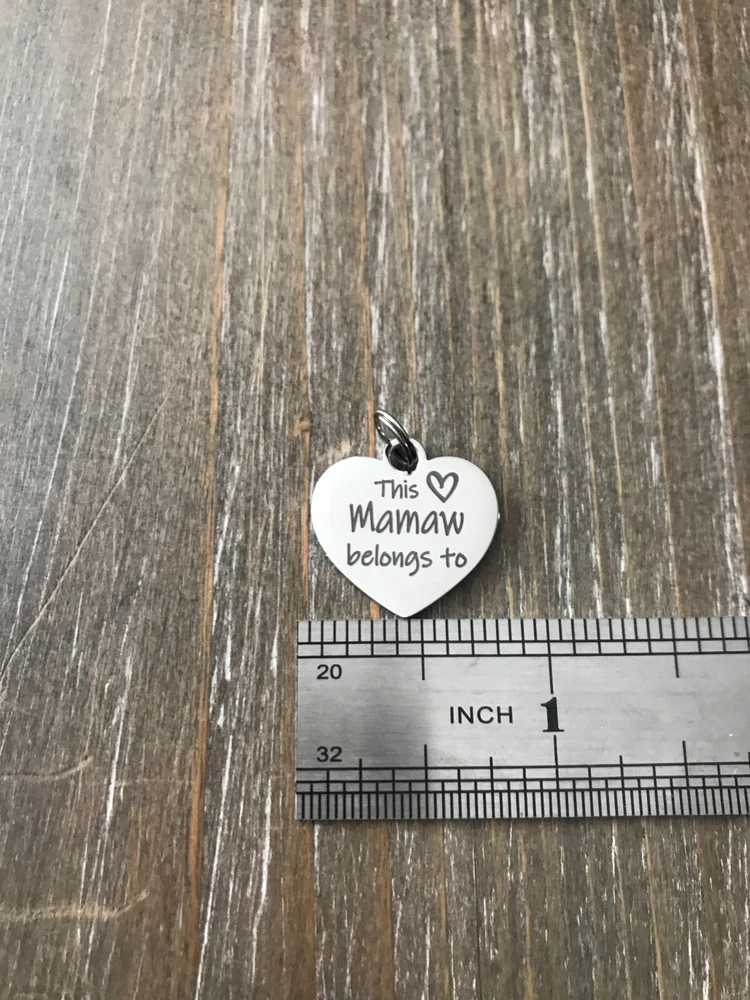 This
Mamaw
belongs to
20
INCH 1
32